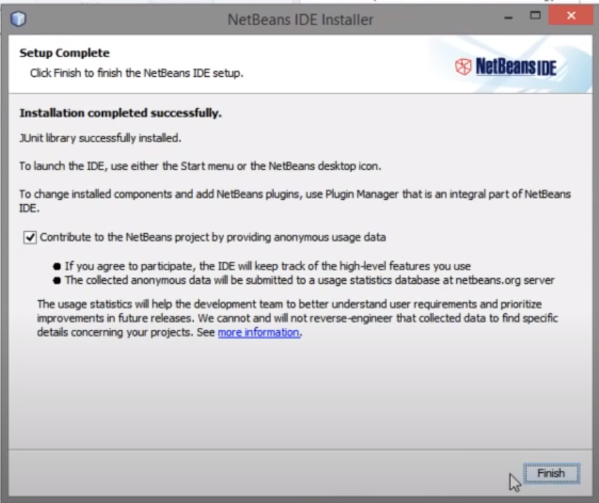 NetBeans IDE Installer
Setup Complete
Click Finish to finish the NetBeans IDE setup.
NetBeans IDE
Installation completed successfully.
JUnit library successfully installed.
To launch the IDE, use either the Start menu or the NetBeans desktop icon.
To change installed components and add NetBeans plugins, use Plugin Manager that is an integral part of NetBeans
IDE.
Contribute to the NetBeans project by providing anonymous usage data
● If you agree to participate, the IDE will keep track of the high-level features you use
● The collected anonymous data will be submitted to a usage statistics database at netbeans.org server
The usage statistics will help the development team to better understand user requirements and prioritize
improvements in future releases. We cannot and will not reverse-engineer that collected data to find specific
details concerning your projects. See more information.
Finish